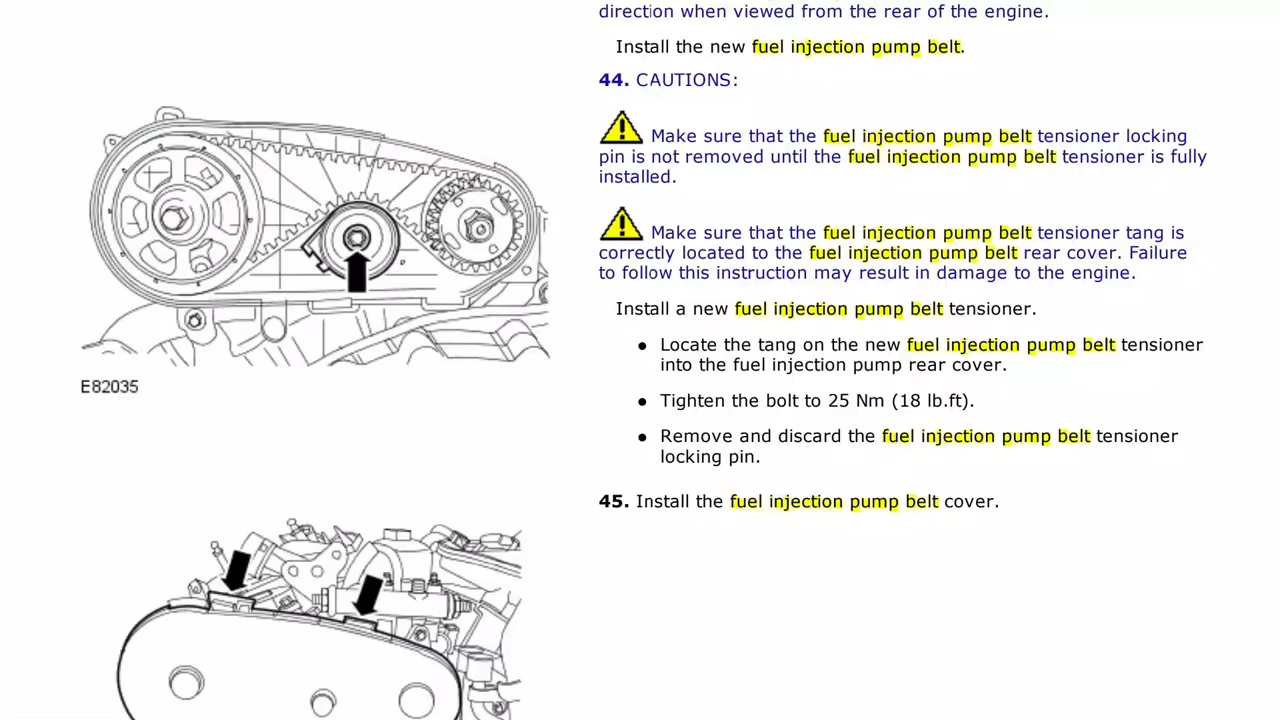 direction when viewed from the rear of the engine.
Install the new fuel injection pump belt.
44. CAUTIONS:
Make sure that the fuel injection pump belt tensioner locking
pin is not removed until the fuel injection pump belt tensioner is fully
installed.
Make sure that the fuel injection pump belt tensioner tang is
correctly located to the fuel injection pump belt rear cover. Failure
to follow this instruction may result in damage to the engine.
Install a new fuel injection pump belt tensioner.
● Locate the tang on the new fuel injection pump belt tensioner
into the fuel injection pump rear cover.
● Tighten the bolt to 25 Nm (18 lb.ft).
● Remove and discard the fuel injection pump belt tensioner
locking pin.
45. Install the fuel injection pump belt cover.
E82035